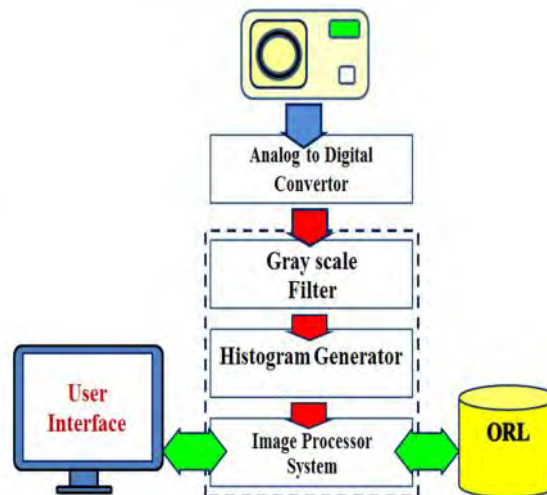 Analog to Digital
Convertor
Gray scale
Filter
Histogram Generator
User
Interface
Image Processor
System
ORL